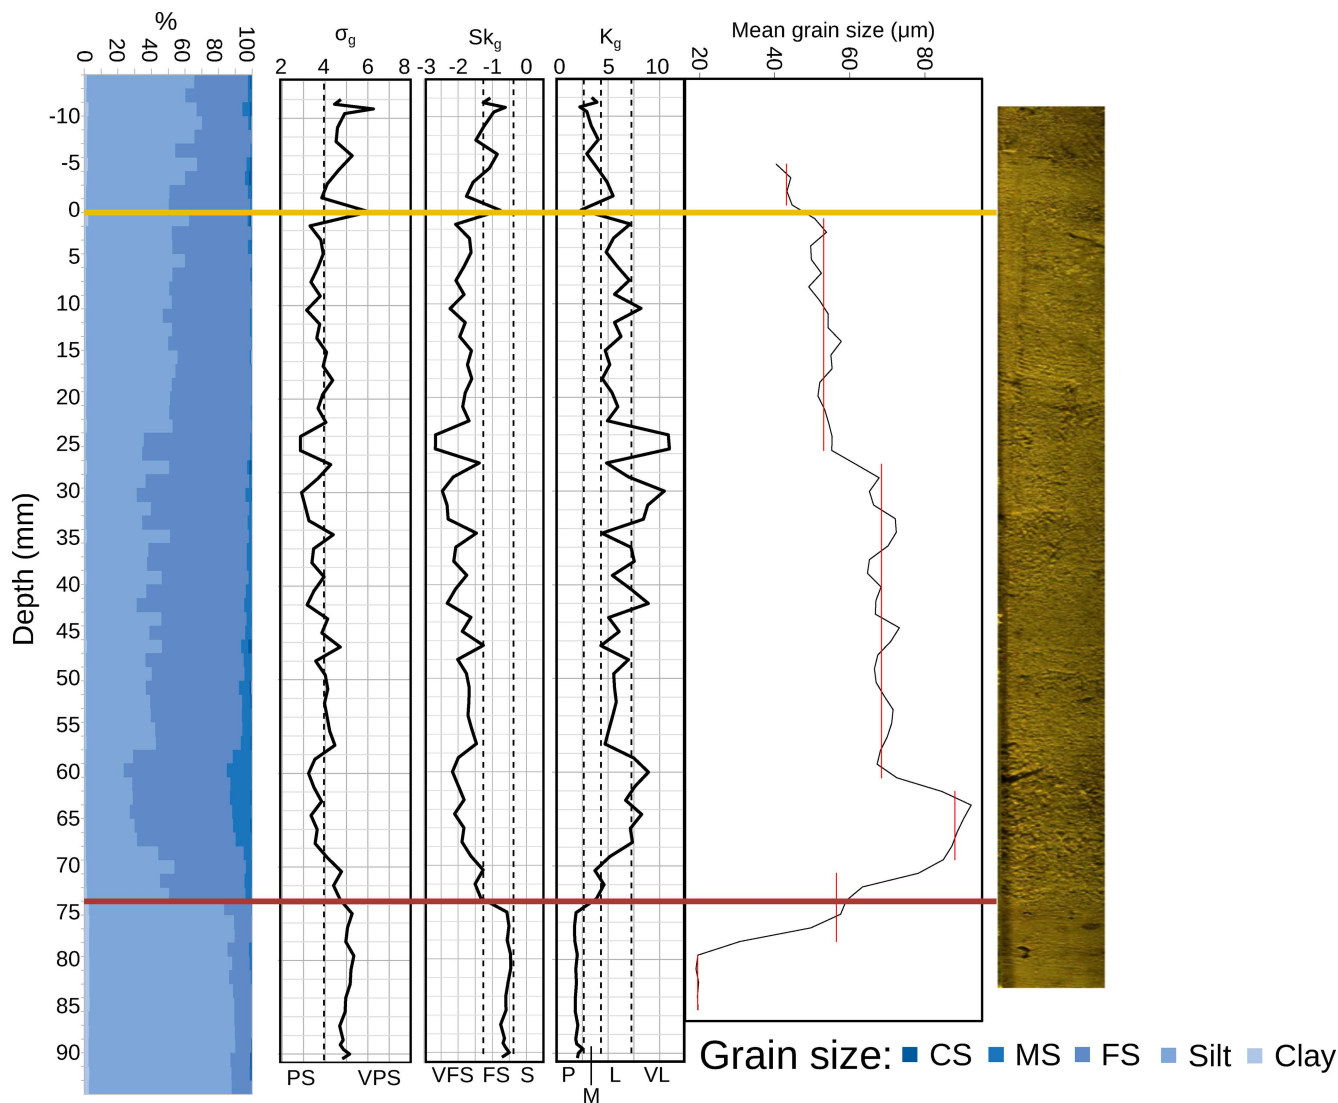 %
0 20 40 60 80 100
σg
2 4 6 8
Skg
-3 -2 -1 0
Kg
0 5 10
Mean grain size (μm)
20 40 60 80
Depth (mm)
-10
-5
0
5
10
15
20
25
30
35
40
45
50
55
60
65
70
75
80
85
90
PS VPS
VFS FS S
P L VL
M
Grain size: CS MS FS Silt Clay